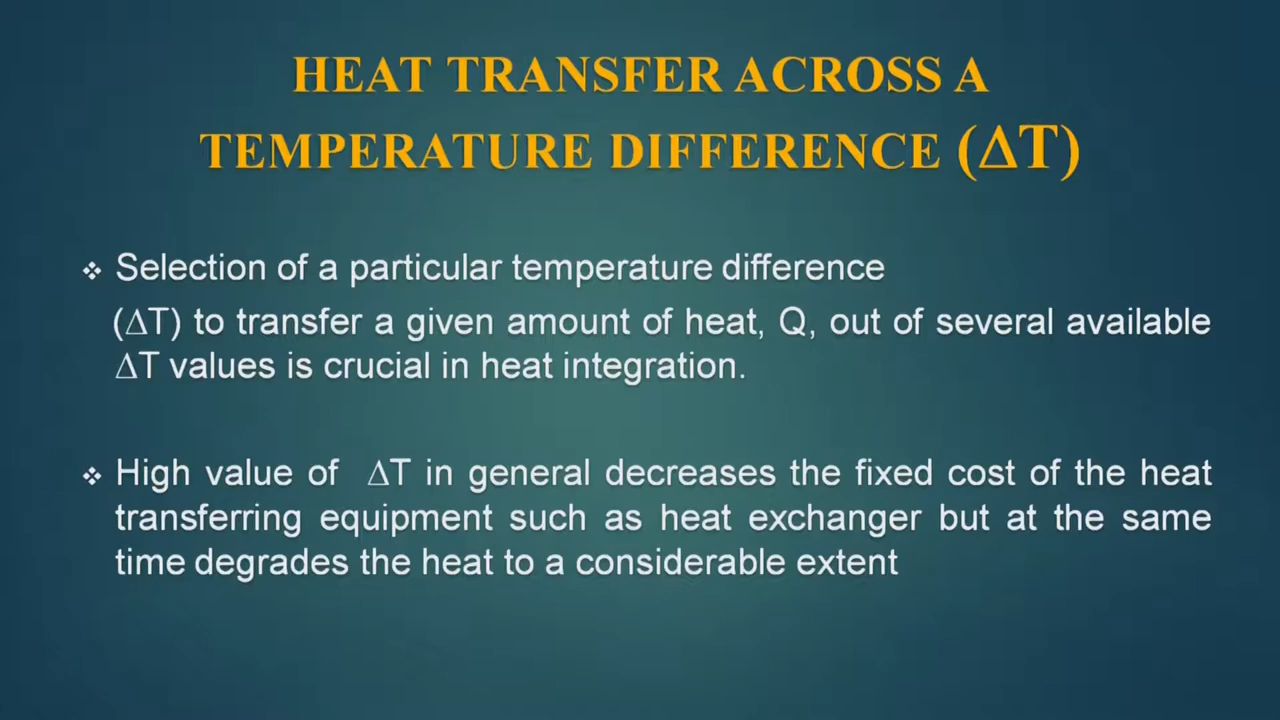 HEAT TRANSFER ACROSS A
TEMPERATURE DIFFERENCE (ΔT)
❖ Selection of a particular temperature difference
(ΔT) to transfer a given amount of heat, Q, out of several available
ΔT values is crucial in heat integration.
❖ High value of ΔT in general decreases the fixed cost of the heat
transferring equipment such as heat exchanger but at the same
time degrades the heat to a considerable extent